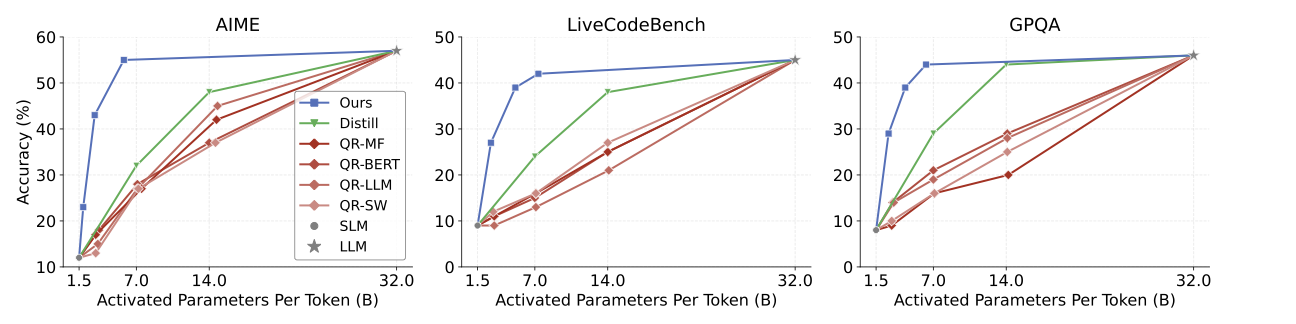 AIME
60
50
40
30
20
10
Accuracy (%)
1.5 7.0 14.0 32.0
Activated Parameters Per Token (B)
Ours
Distill
QR-MF
QR-BERT
QR-LLM
QR-SW
SLM
LLM
LiveCodeBench
50
40
30
20
10
0
1.5 7.0 14.0 32.0
Activated Parameters Per Token (B)
GPQA
50
40
30
20
10
0
1.5 7.0 14.0 32.0
Activated Parameters Per Token (B)